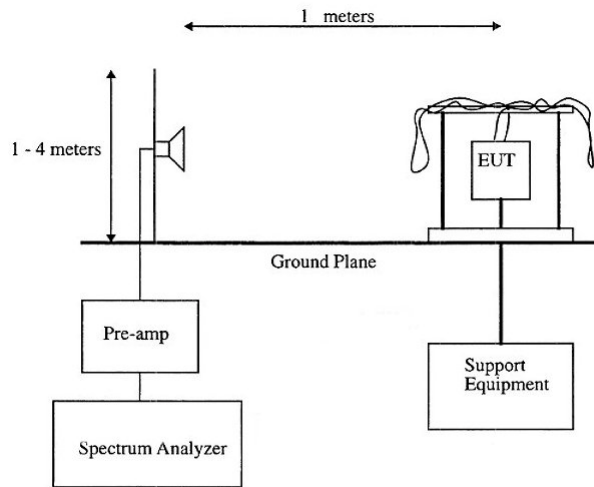 1 meters
1 - 4 meters
EUT
Ground Plane
Pre-amp
Support
Equipment
Spectrum Analyzer